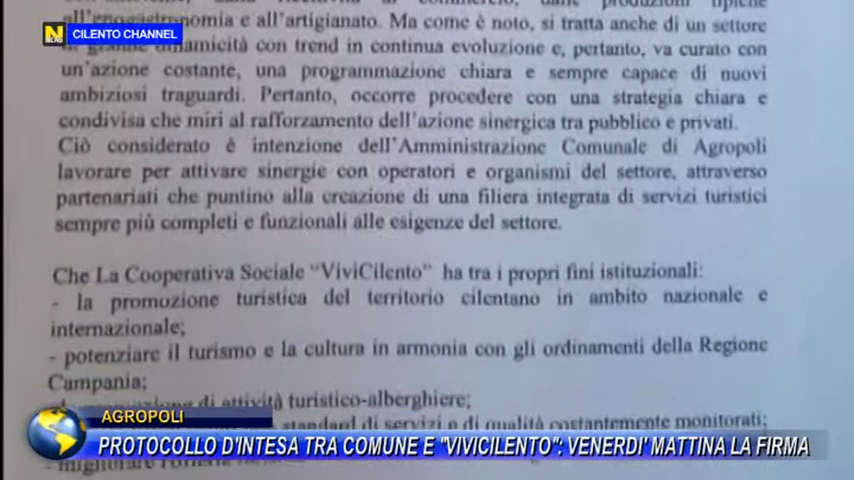 all'enogastronomia e all'artigianato. Ma come è noto, si tratta anche di un settore
NEWS
CILENTO CHANNEL
di grande dinamicità con trend in continua evoluzione e, pertanto, va curato con
un'azione costante, una programmazione chiara e sempre capace di nuovi
ambiziosi traguardi. Pertanto, occorre procedere con una strategia chiara e
condivisa che miri al rafforzamento dell'azione sinergica tra pubblico e privati.
Ciò considerato è intenzione dell'Amministrazione Comunale di Agropoli
lavorare per attivare sinergie con operatori e organismi del settore, attraverso
partenariati che puntino alla creazione di una filiera integrata di servizi turistici
sempre più completi e funzionali alle esigenze del settore.
Che La Cooperativa Sociale "ViviCilento" ha tra i propri fini istituzionali:
- la promozione turistica del territorio cilentano in ambito nazionale e
internazionale;
- potenziare il turismo e la cultura in armonia con gli ordinamenti della Regione
Campania;
di attività turistico-alberghiere;
AGROPOLI
standard di servizi e di qualità costantemente monitorati;
PROTOCOLLO D'INTESA TRA COMUNE E "VIVICILENTO": VENERDI' MATTINA LA FIRMA
- migliorare